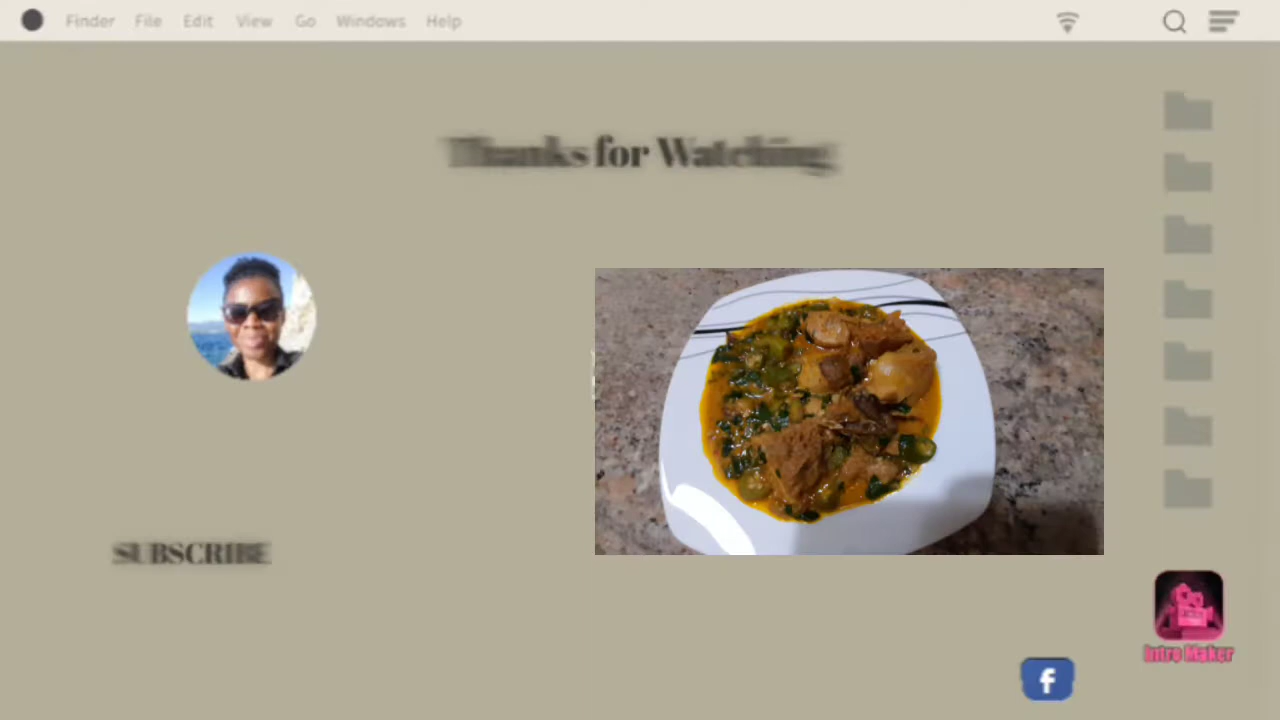 Finder File Edit View Go Windows Help
Thanks for Watching
SUBSCRIBE
Intro Maker
f